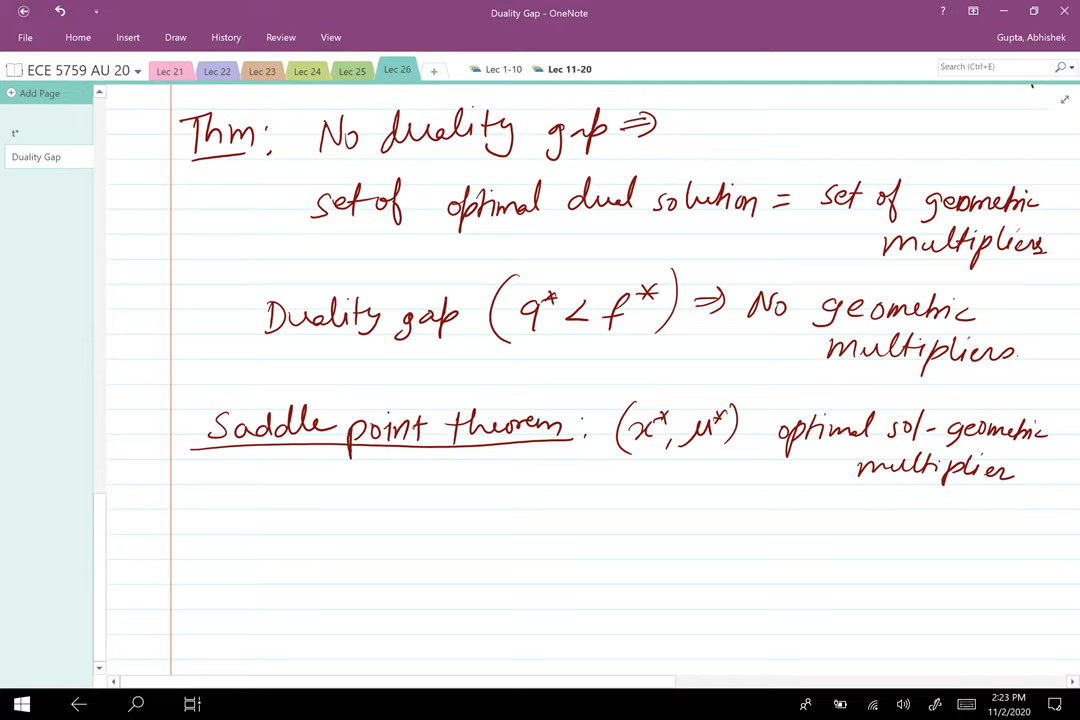 Duality Gap - OneNote
?
Gupta, Abhishek
File Home Insert Draw History Review View
ECE 5759 AU 20 Lec 21 Lec 22 Lec 23 Lec 24 Lec 25 Lec 26 + Lec 1-10 Lec 11-20 Search (Ctrl+E)
Add Page
t*
Duality Gap
Thm: No duality gap ⇒
set of optimal dual solution = set of geometric
multipliers
Duality gap (q* < f*) ⇒ No geometric
multipliers.
Saddle point theorem: (x*, μ*) optimal sol-geometric
multiplier
2:23 PM
11/2/2020